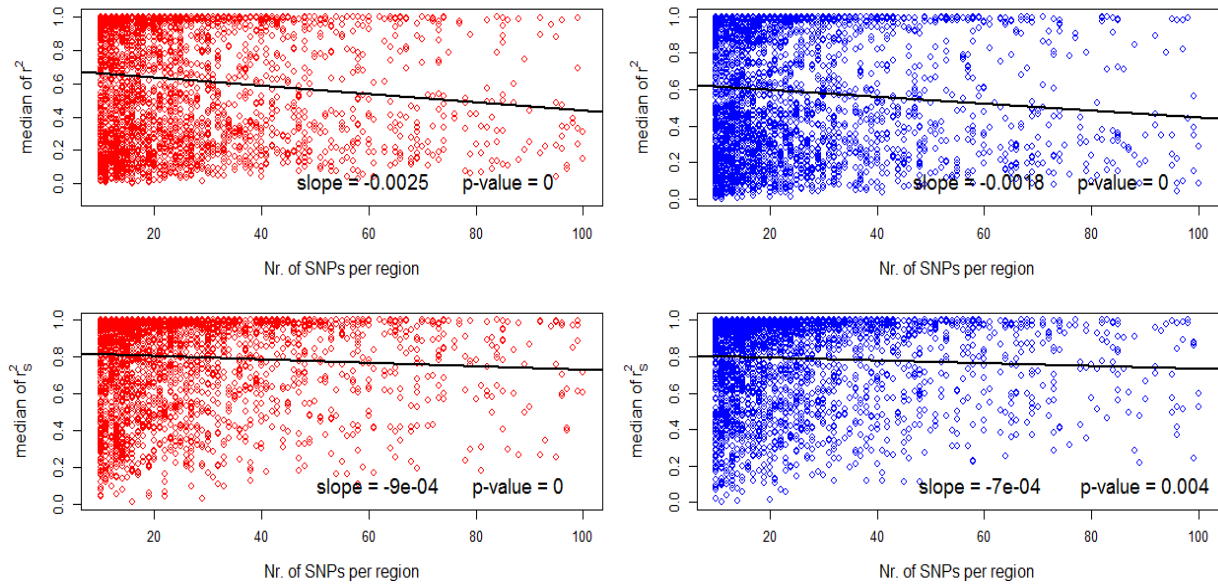 median of r²
0.0 0.2 0.4 0.6 0.8 1.0
slope = -0.0025 p-value = 0
20 40 60 80 100
Nr. of SNPs per region
median of r²
0.0 0.2 0.4 0.6 0.8 1.0
slope = -0.0018 p-value = 0
20 40 60 80 100
Nr. of SNPs per region
median of r²s
0.0 0.2 0.4 0.6 0.8 1.0
slope = -9e-04 p-value = 0
20 40 60 80 100
Nr. of SNPs per region
median of r²s
0.0 0.2 0.4 0.6 0.8 1.0
slope = -7e-04 p-value = 0.004
20 40 60 80 100
Nr. of SNPs per region